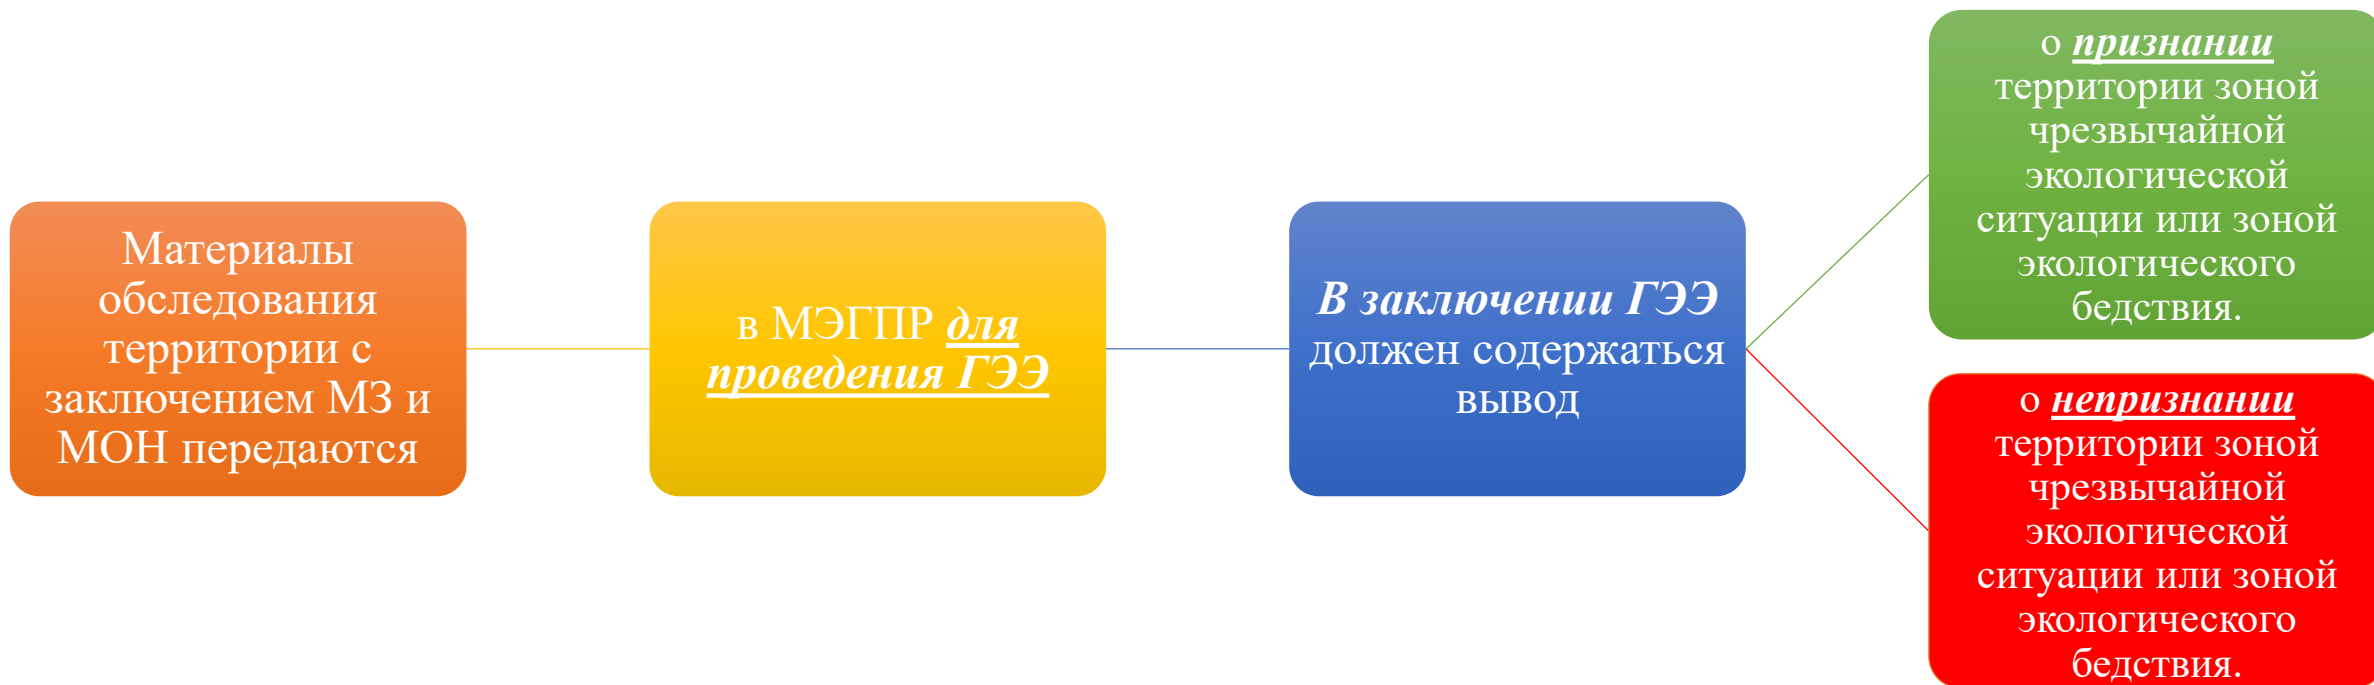 Материалы
обследования
территории с
заключением МЗ и
МОН передаются
в МЭГПР для
проведения ГЭЭ
В заключении ГЭЭ
должен содержаться
вывод
о признании
территории зоной
чрезвычайной
экологической
ситуации или зоной
экологического
бедствия.
о непризнании
территории зоной
чрезвычайной
экологической
ситуации или зоной
экологического
бедствия.